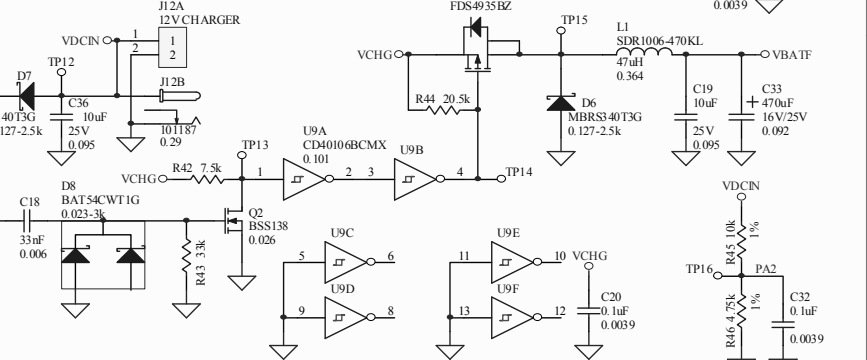 0.0039
J12A
12V CHARGER
VDCIN
1
2
1
2
TP12
D7
40T3G
127-2.5k
C36
10uF
25V
0.095
J12B
101187
0.29
FDS4935BZ
VCHG
R44 20.5k
TP15
L1
SDR1006-470KL
47uH
0.364
VBATF
D6
MBRS340T3G
0.127-2.5k
C19
10uF
25V
0.095
C33
+ 470uF
16V/25V
0.092
TP13
VCHG
R42 7.5k
U9A
CD40106BCMX
0.101
1
2
3
U9B
4
TP14
C18
33nF
0.006
D8
BAT54CWT1G
0.023-3k
R43 33k
Q2
BSS138
0.026
U9C
5
6
U9D
9
8
U9E
11
10
U9F
13
12
VCHG
C20
0.1uF
0.0039
VDCIN
R45 10k
1%
TP16
PA2
R46 4.75k
1%
C32
0.1uF
0.0039